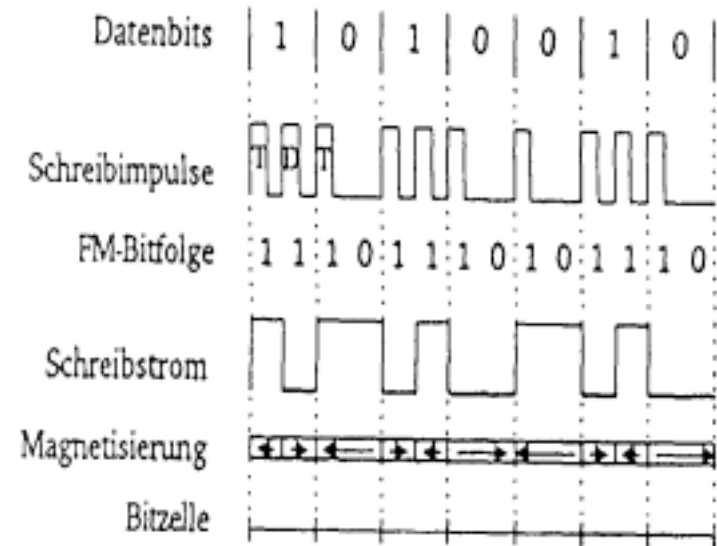 Datenbits 1 0 1 0 0 1 0
Schreibimpulse T D T
FM-Bitfolge 1 1 1 0 1 1 1 0 1 0 1 1 1 0
Schreibstrom
Magnetisierung
Bitzelle